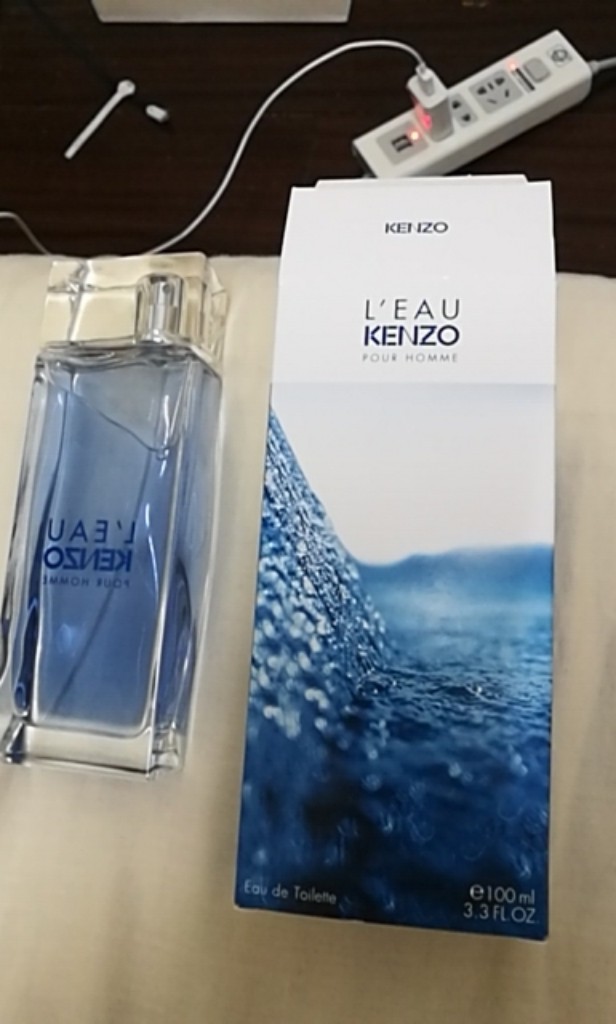 KENZO
L'EAU
KENZO
POUR HOMME
Eau de Toilette
℮100 ml
3.3 FL OZ
L'EAU
KENZO
POUR HOMME